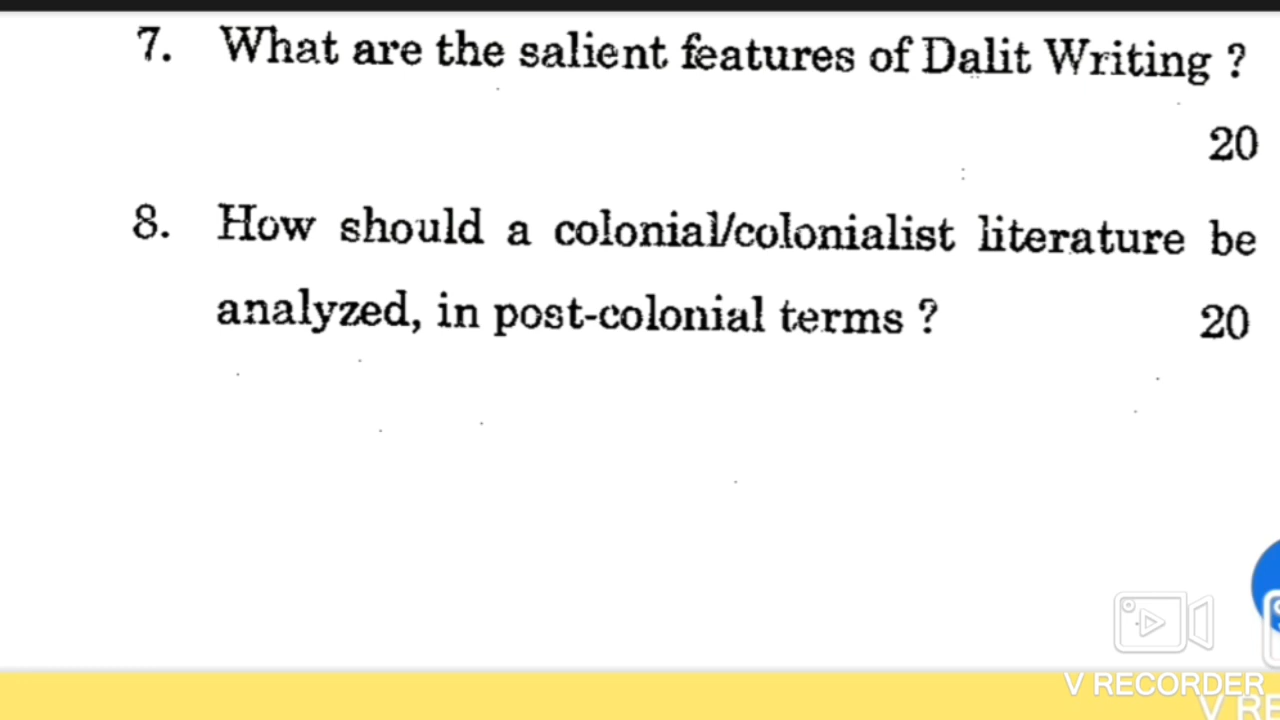 7. What are the salient features of Dalit Writing ?
20
8. How should a colonial/colonialist literature be
analyzed, in post-colonial terms ? 20
V RECORDER
V RE